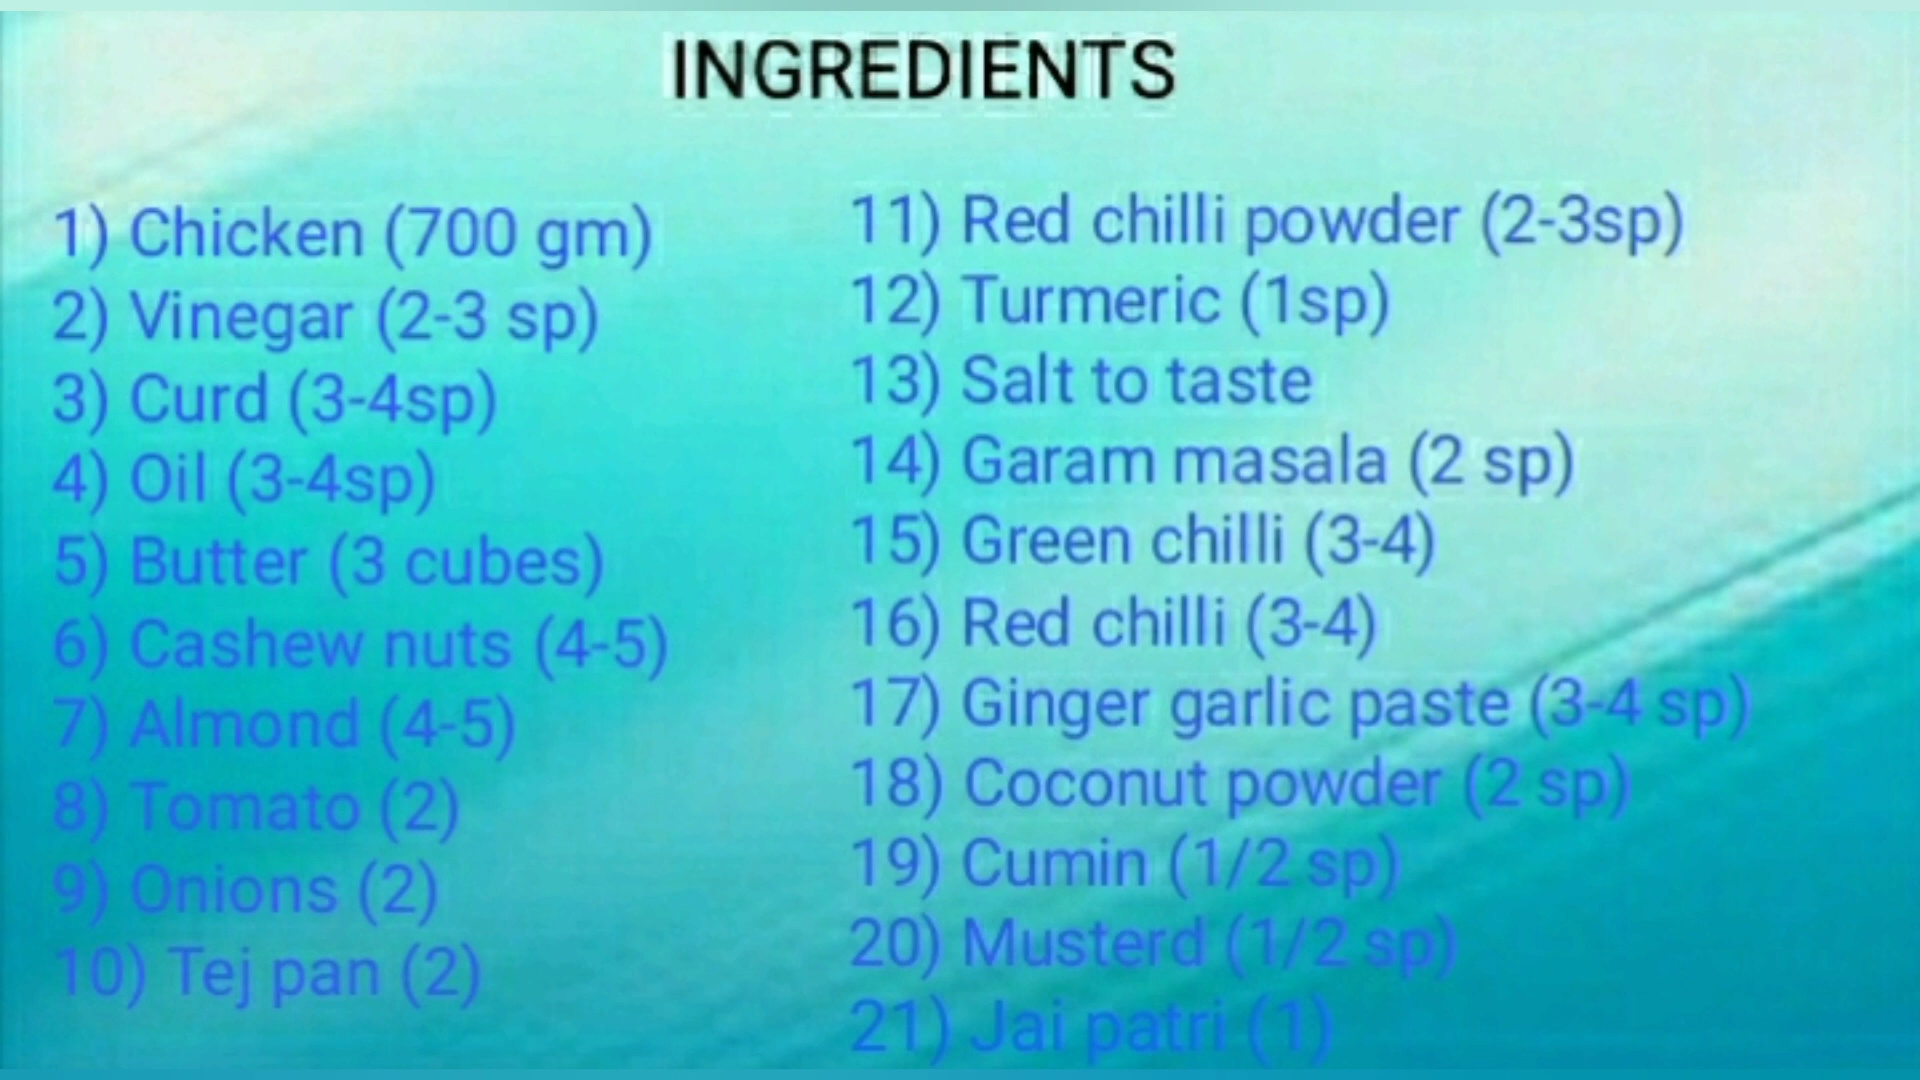 INGREDIENTS
1) Chicken (700 gm)
2) Vinegar (2-3 sp)
3) Curd (3-4sp)
4) Oil (3-4sp)
5) Butter (3 cubes)
6) Cashew nuts (4-5)
7) Almond (4-5)
8) Tomato (2)
9) Onions (2)
10) Tej pan (2)
11) Red chilli powder (2-3sp)
12) Turmeric (1sp)
13) Salt to taste
14) Garam masala (2 sp)
15) Green chilli (3-4)
16) Red chilli (3-4)
17) Ginger garlic paste (3-4 sp)
18) Coconut powder (2 sp)
19) Cumin (1/2 sp)
20) Musterd (1/2 sp)
21) Jai patri (1)